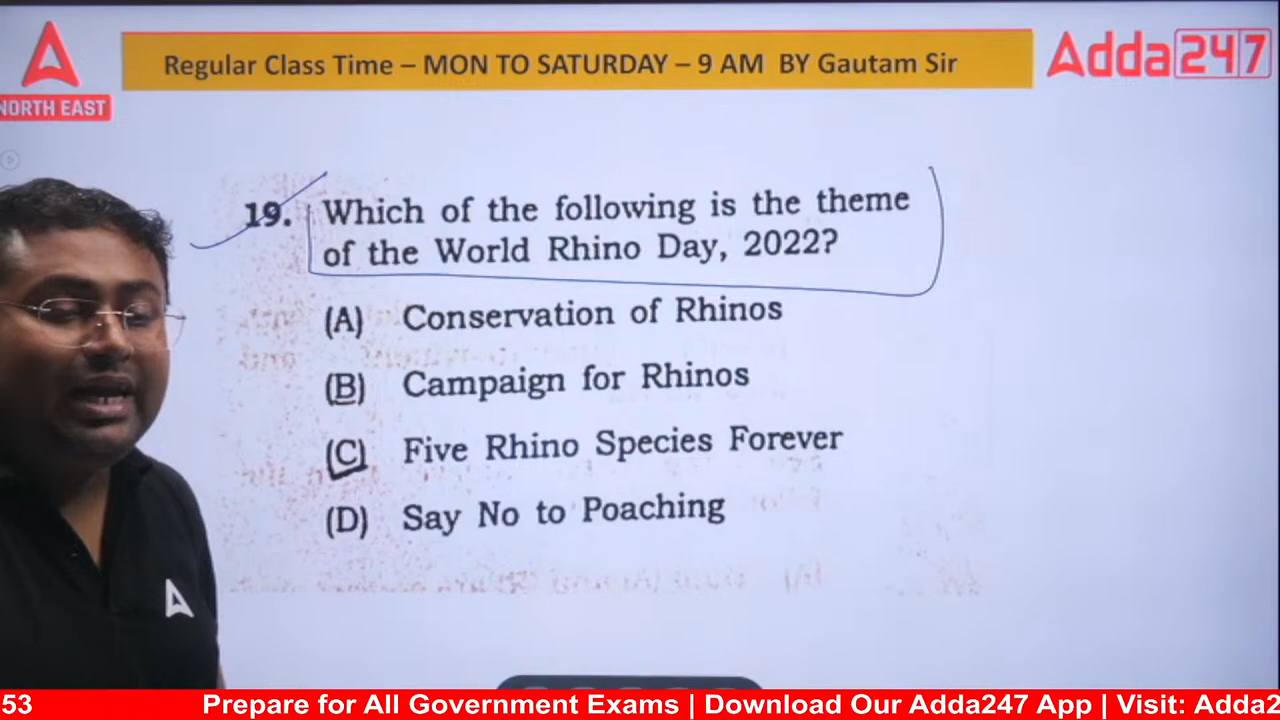 Regular Class Time – MON TO SATURDAY – 9 AM BY Gautam Sir
Adda247
NORTH EAST
19. Which of the following is the theme
of the World Rhino Day, 2022?
(A) Conservation of Rhinos
(B) Campaign for Rhinos
(C) Five Rhino Species Forever
(D) Say No to Poaching
53 Prepare for All Government Exams | Download Our Adda247 App | Visit: Adda2